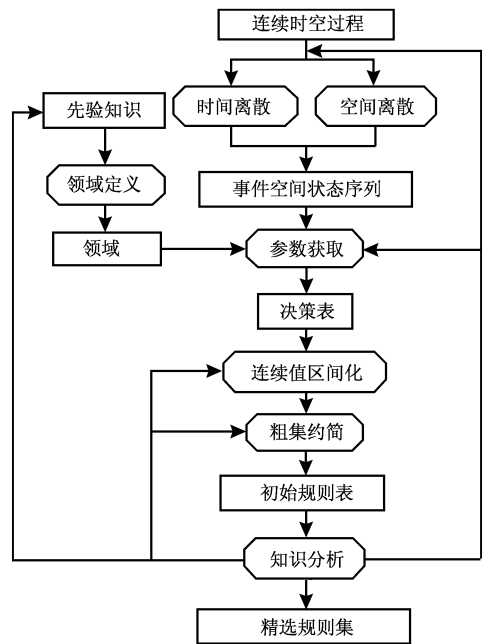 连续时空过程
时间离散
空间离散
先验知识
领域定义
事件空间状态序列
领域
参数获取
决策表
连续值区间化
粗集约简
初始规则表
知识分析
精选规则集